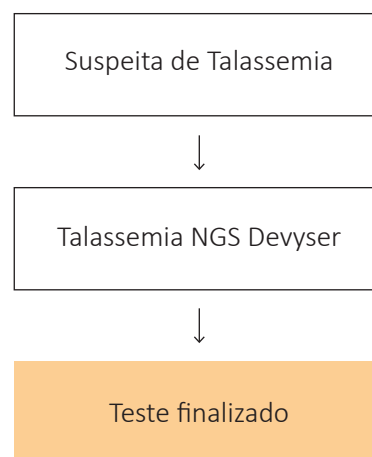 Suspeita de Talassemia
Talassemia NGS Devyser
Teste finalizado